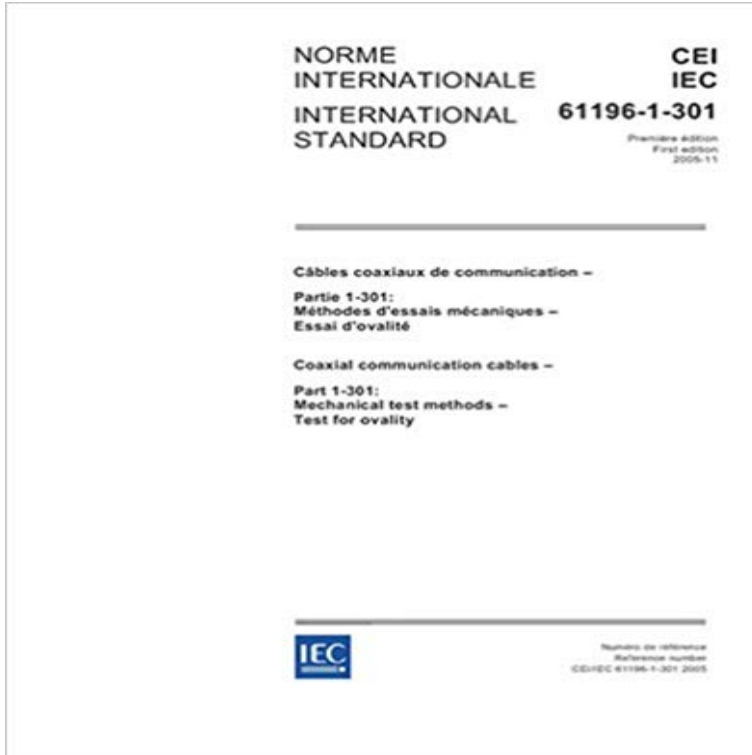 NORME
INTERNATIONALE
INTERNATIONAL
STANDARD
CEI
IEC
61196-1-301
Première édition
First edition
2005-11
Câbles coaxiaux de communication –
Partie 1-301:
Méthodes d'essais mécaniques –
Essai d'ovalité
Coaxial communication cables –
Part 1-301:
Mechanical test methods –
Test for ovality
IEC
Numéro de référence
Reference number
CEI/IEC 61196-1-301 2005